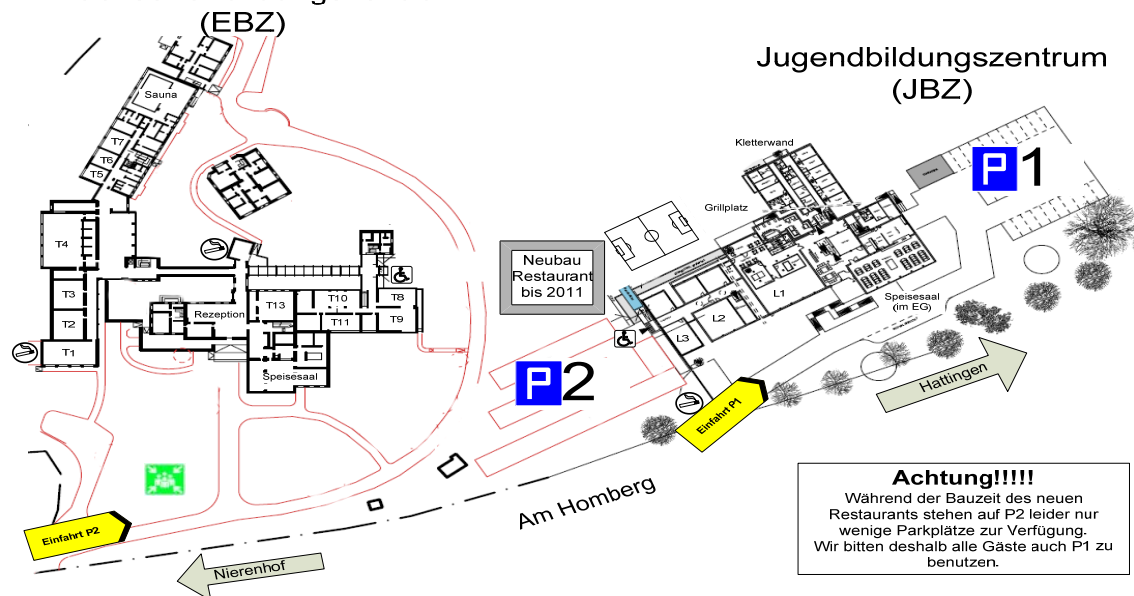 (EBZ)
Jugendbildungszentrum
(JBZ)
Sauna
T7
T6
T5
T4
T3
T2
T1
Rezeption
T13
T10
T11
T8
T9
Speisesaal
Kletterwand
Grillplatz
P1
Neubau
Restaurant
bis 2011
L1
L2
L3
Speisesaal
(im EG)
P2
Hattingen
Einfahrt P1
Am Homberg
Einfahrt P2
Nierenhof
Achtung!!!!!
Während der Bauzeit des neuen
Restaurants stehen auf P2 leider nur
wenige Parkplätze zur Verfügung.
Wir bitten deshalb alle Gäste auch P1 zu
benutzen.